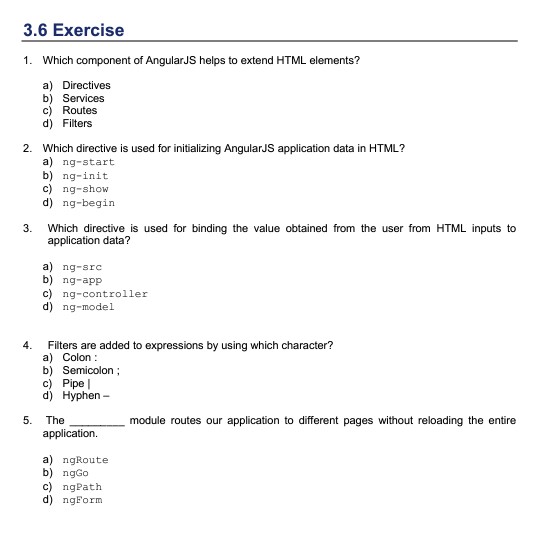 3.6 Exercise
1. Which component of AngularJS helps to extend HTML elements?
a) Directives
b) Services
c) Routes
d) Filters
2. Which directive is used for initializing AngularJS application data in HTML?
a) ng-start
b) ng-init
c) ng-show
d) ng-begin
3. Which directive is used for binding the value obtained from the user from HTML inputs to
application data?
a) ng-src
b) ng-app
c) ng-controller
d) ng-model
4. Filters are added to expressions by using which character?
a) Colon :
b) Semicolon ;
c) Pipe |
d) Hyphen –
5. The _________ module routes our application to different pages without reloading the entire
application.
a) ngRoute
b) ngGo
c) ngPath
d) ngForm